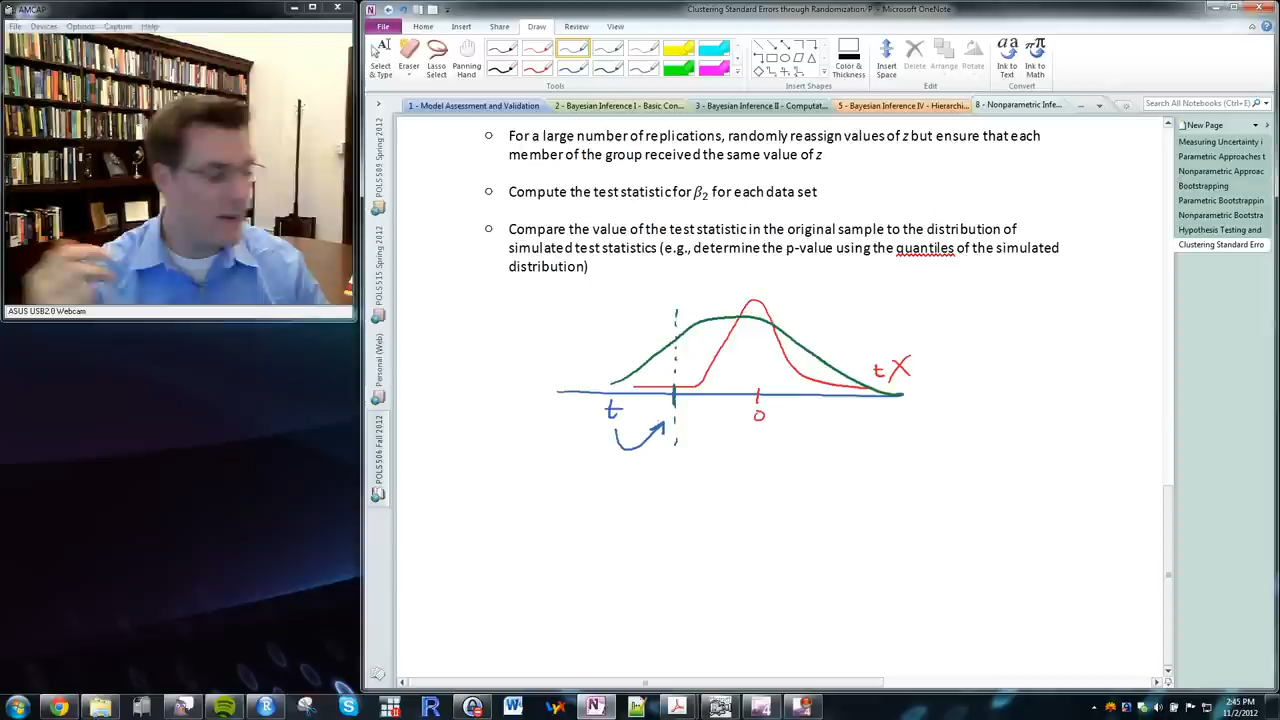 AMCAP
File Devices Options Capture Help
ASUS USB2.0 Webcam
Clustering Standard Errors through Randomization/P - Microsoft OneNote
File Home Insert Share Draw Review View
Select & Type
Eraser
Lasso Select
Panning Hand
Color & Thickness
Insert Space
Delete
Arrange
Rotate
Ink to Text
Ink to Math
Tools
Insert Shapes
Edit
Convert
1 - Model Assessment and Validation
2 - Bayesian Inference I - Basic Con...
3 - Bayesian Inference II - Computat...
5 - Bayesian Inference IV - Hierarchi...
8 - Nonparametric Infe...
Search All Notebooks (Ctrl+E)
POLS 509 Spring 2012
POLS 515 Spring 2012
Personal (Web)
POLS 506 Fall 2012
For a large number of replications, randomly reassign values of z but ensure that each
member of the group received the same value of z
Compute the test statistic for β2 for each data set
Compare the value of the test statistic in the original sample to the distribution of
simulated test statistics (e.g., determine the p-value using the quantiles of the simulated
distribution)
t X
t
0
New Page
Measuring Uncertainty i
Parametric Approaches t
Nonparametric Approac
Bootstrapping
Parametric Bootstrappin
Nonparametric Bootstra
Hypothesis Testing and
Clustering Standard Erro
2:45 PM
11/2/2012